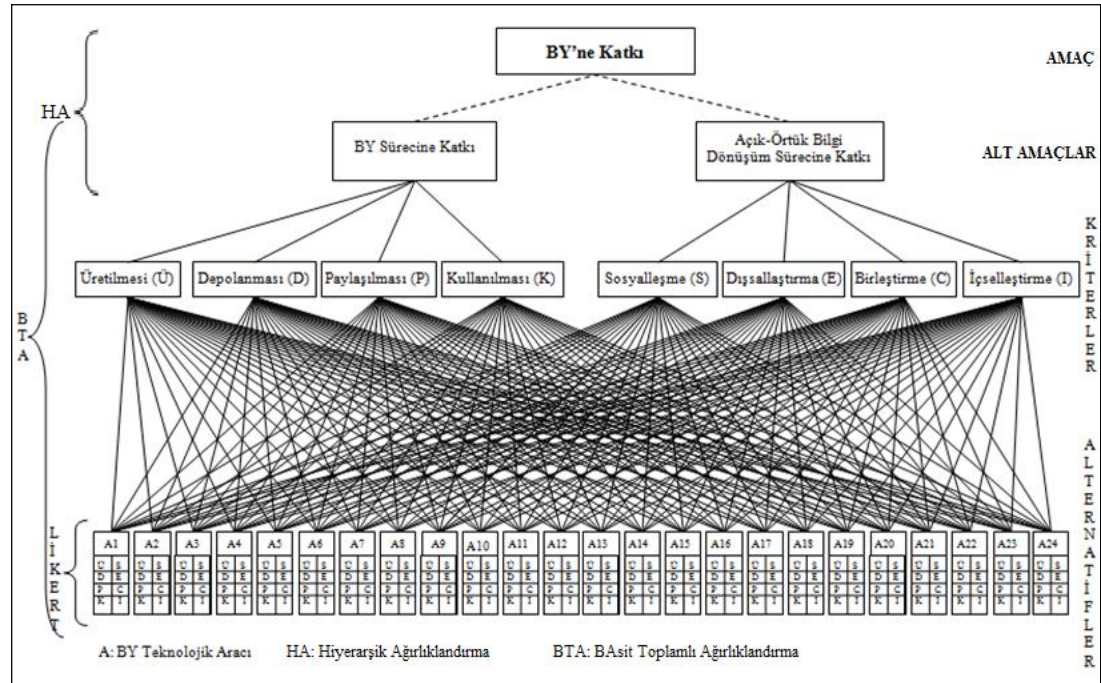 BY'ne Katkı
AMAÇ
HA
BY Sürecine Katkı
Açık-Örtük Bilgi
Dönüşüm Sürecine Katkı
ALT AMAÇLAR
KRİTERLER
Üretilmesi (Ü)
Depolanması (D)
Paylaşılması (P)
Kullanılması (K)
Sosyalleşme (S)
Dışsallaştırma (E)
Birleştirme (C)
İçselleştirme (I)
BTA
ALTERNATİFLER
LİKERT
A1 A2 A3 A4 A5 A6 A7 A8 A9 A10 A11 A12 A13 A14 A15 A16 A17 A18 A19 A20 A21 A22 A23 A24
Ü S Ü S Ü S Ü S Ü S Ü S Ü S Ü S Ü S Ü S Ü S Ü S Ü S Ü S Ü S Ü S Ü S Ü S Ü S Ü S Ü S Ü S Ü S Ü S
D E D E D E D E D E D E D E D E D E D E D E D E D E D E D E D E D E D E D E D E D E D E D E D E
P C P C P C P C P C P C P C P C P C P C P C P C P C P C P C P C P C P C P C P C P C P C P C P C
K I K I K I K I K I K I K I K I K I K I K I K I K I K I K I K I K I K I K I K I K I K I K I K I
A: BY Teknolojik Aracı HA: Hiyerarşik Ağırlıklandırma BTA: BAsit Toplamlı Ağırlıklandırma